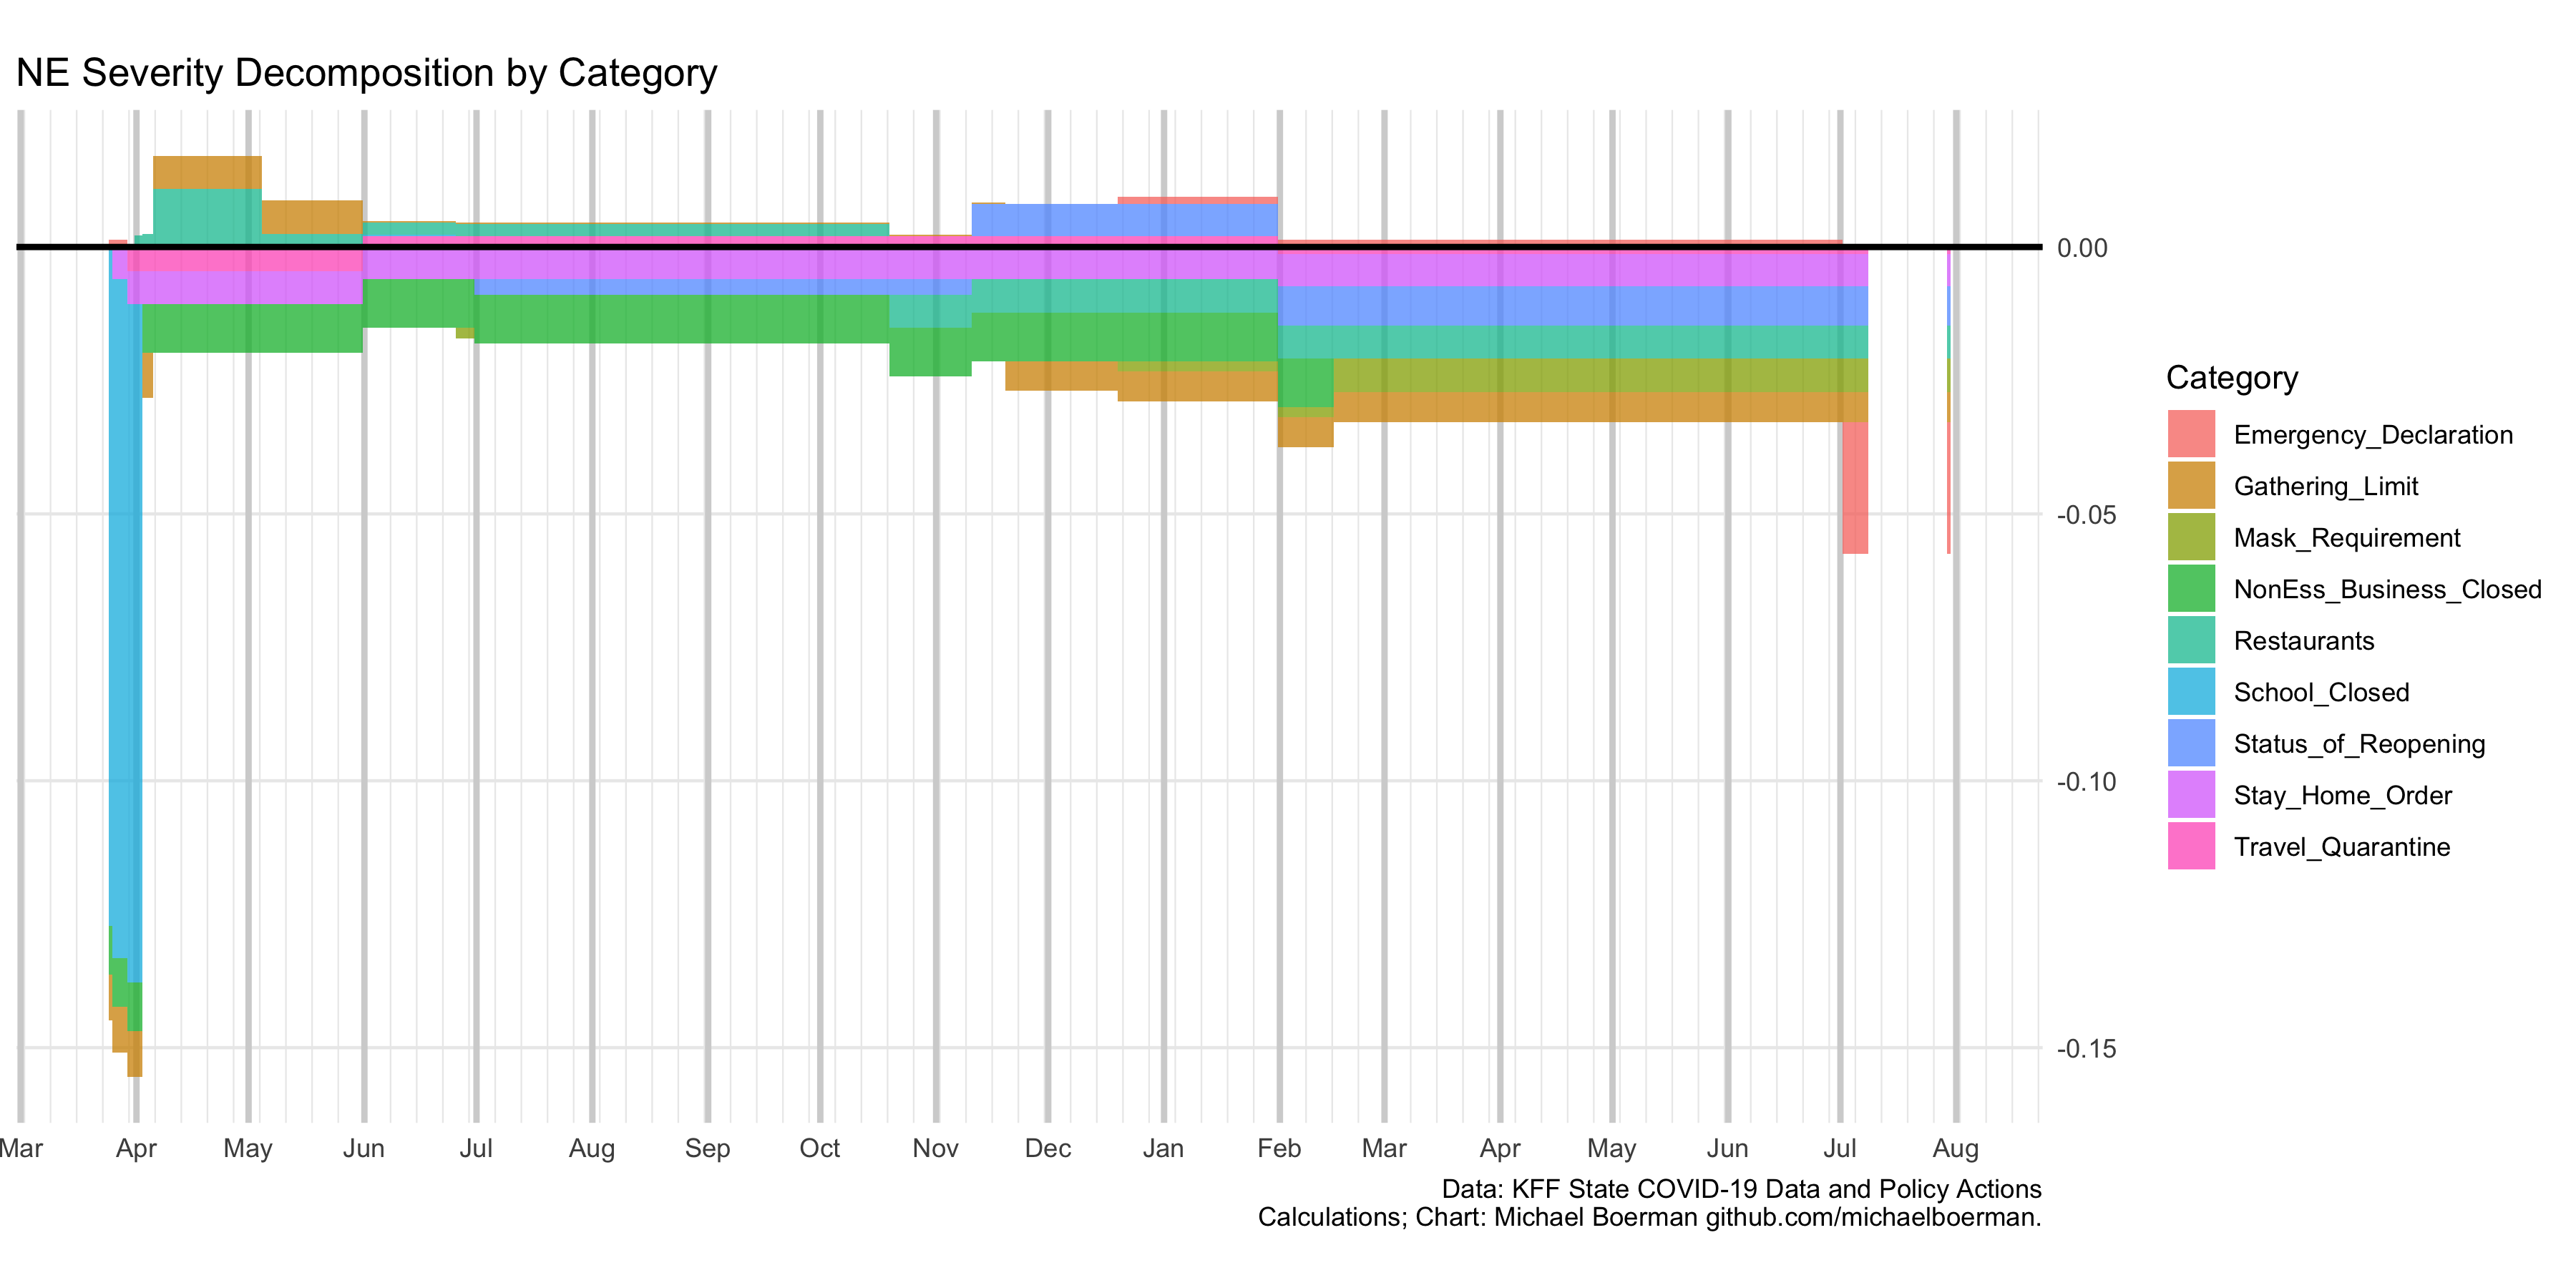 NE Severity Decomposition by Category
0.00
-0.05
-0.10
-0.15
Category
Emergency_Declaration
Gathering_Limit
Mask_Requirement
NonEss_Business_Closed
Restaurants
School_Closed
Status_of_Reopening
Stay_Home_Order
Travel_Quarantine
Mar Apr May Jun Jul Aug Sep Oct Nov Dec Jan Feb Mar Apr May Jun Jul Aug
Data: KFF State COVID-19 Data and Policy Actions
Calculations; Chart: Michael Boerman github.com/michaelboerman.